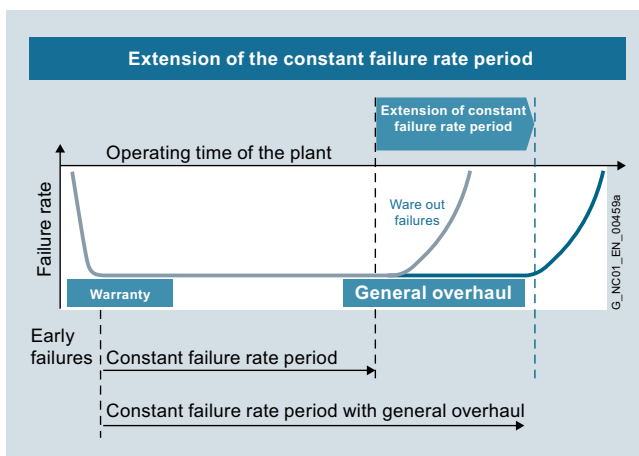 Extension of the constant failure rate period
Extension of constant
failure rate period
Operating time of the plant
Failure rate
Ware out
failures
G_NC01_EN_00459a
Warranty
General overhaul
Early
failures
Constant failure rate period
Constant failure rate period with general overhaul